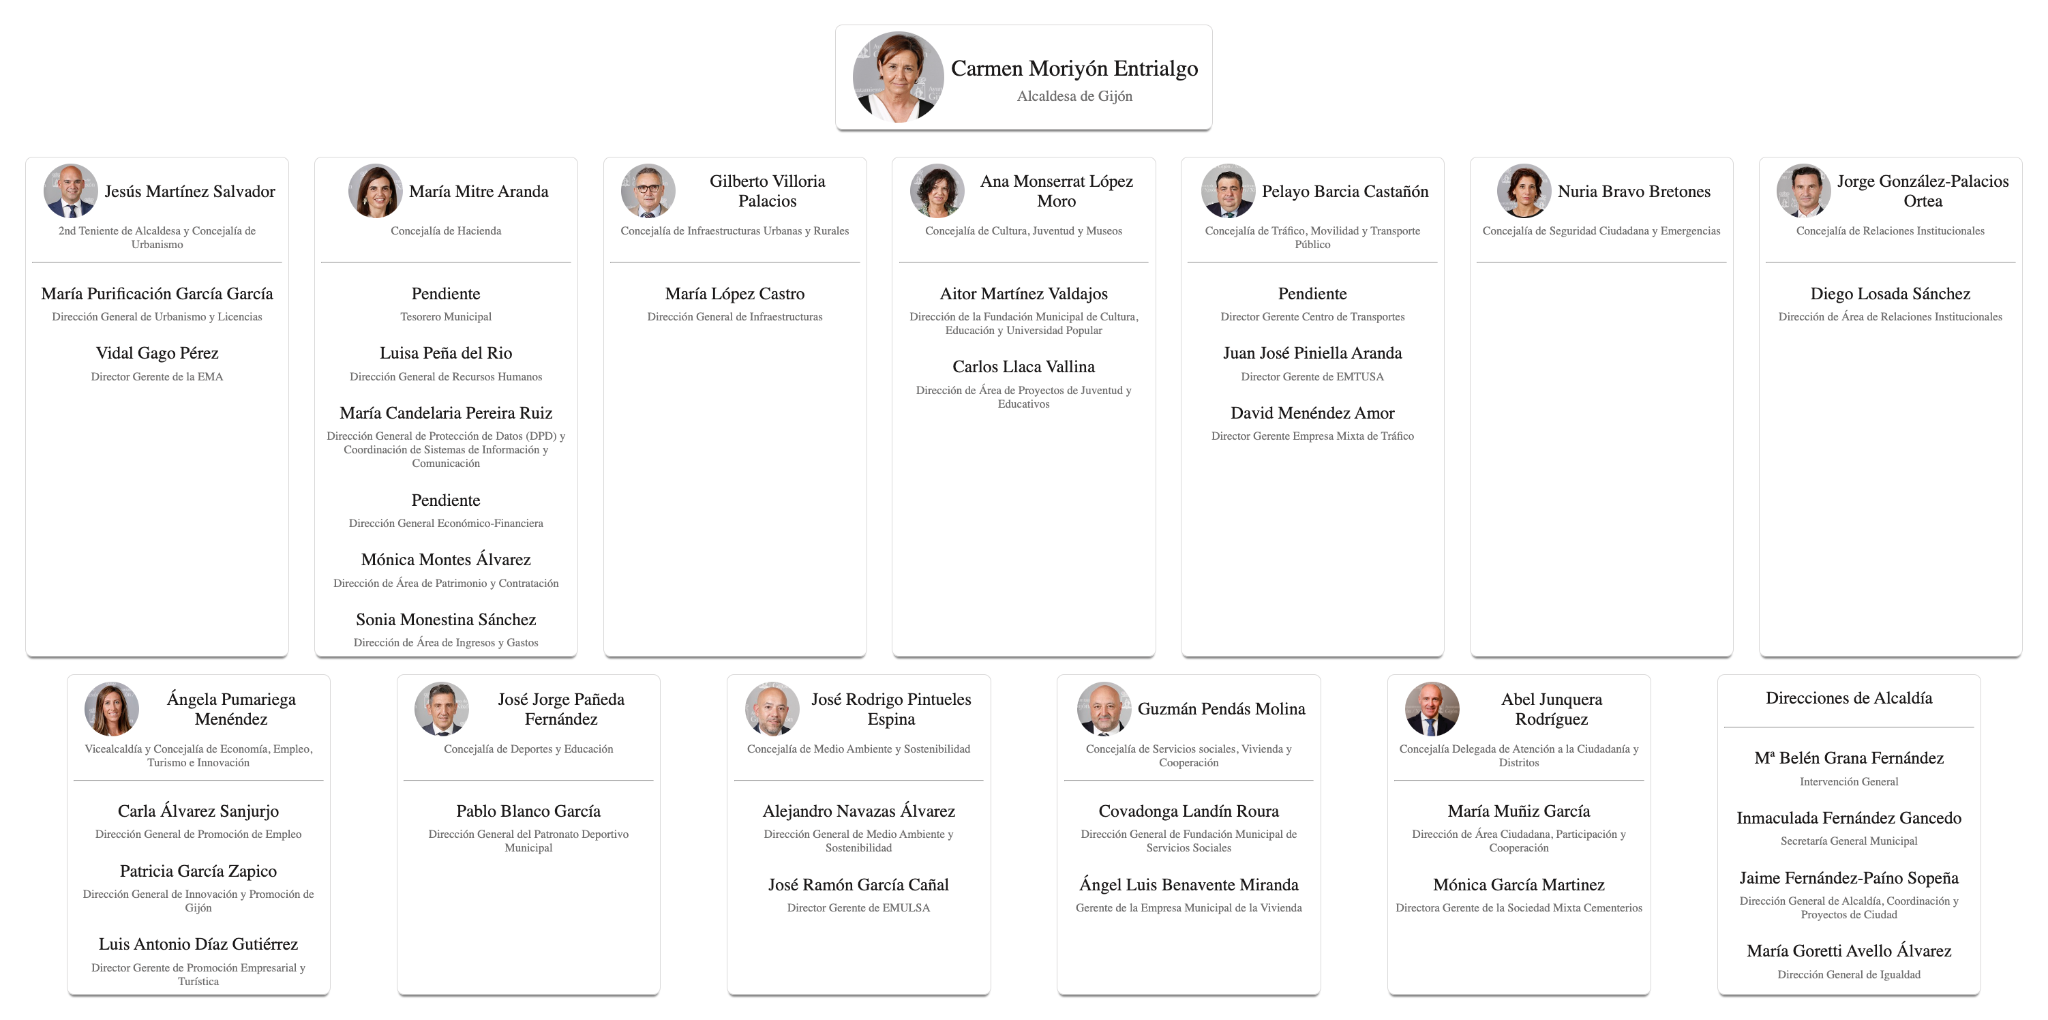 Carmen Moriyón Entrialgo
Alcaldesa de Gijón
Jesús Martínez Salvador
2nd Teniente de Alcaldesa y Concejalía de
Urbanismo
María Purificación García García
Dirección General de Urbanismo y Licencias
Vidal Gago Pérez
Director Gerente de la EMA
María Mitre Aranda
Concejalía de Hacienda
Pendiente
Tesorero Municipal
Luisa Peña del Rio
Dirección General de Recursos Humanos
María Candelaria Pereira Ruiz
Dirección General de Protección de Datos (DPD) y
Coordinación de Sistemas de Información y
Comunicación
Pendiente
Dirección General Económico-Financiera
Mónica Montes Álvarez
Dirección de Área de Patrimonio y Contratación
Sonia Monestina Sánchez
Dirección de Área de Ingresos y Gastos
Gilberto Villoria
Palacios
Concejalía de Infraestructuras Urbanas y Rurales
María López Castro
Dirección General de Infraestructuras
Ana Monserrat López
Moro
Concejalía de Cultura, Juventud y Museos
Aitor Martínez Valdajos
Dirección de la Fundación Municipal de Cultura,
Educación y Universidad Popular
Carlos Llaca Vallina
Dirección de Área de Proyectos de Juventud y
Educativos
Pelayo Barcia Castañón
Concejalía de Tráfico, Movilidad y Transporte
Público
Pendiente
Director Gerente Centro de Transportes
Juan José Piniella Aranda
Director Gerente de EMTUSA
David Menéndez Amor
Director Gerente Empresa Mixta de Tráfico
Nuria Bravo Bretones
Concejalía de Seguridad Ciudadana y Emergencias
Jorge González-Palacios
Ortea
Concejalía de Relaciones Institucionales
Diego Losada Sánchez
Dirección de Área de Relaciones Institucionales
Ángela Pumariega
Menéndez
Vicealcaldía y Concejalía de Economía, Empleo,
Turismo e Innovación
Carla Álvarez Sanjurjo
Dirección General de Promoción de Empleo
Patricia García Zapico
Dirección General de Innovación y Promoción de
Gijón
Luis Antonio Díaz Gutiérrez
Director Gerente de Promoción Empresarial y
Turística
José Jorge Pañeda
Fernández
Concejalía de Deportes y Educación
Pablo Blanco García
Dirección General del Patronato Deportivo
Municipal
José Rodrigo Pintueles
Espina
Concejalía de Medio Ambiente y Sostenibilidad
Alejandro Navazas Álvarez
Dirección General de Medio Ambiente y
Sostenibilidad
José Ramón García Cañal
Director Gerente de EMULSA
Guzmán Pendás Molina
Concejalía de Servicios sociales, Vivienda y
Cooperación
Covadonga Landín Roura
Dirección General de Fundación Municipal de
Servicios Sociales
Ángel Luis Benavente Miranda
Gerente de la Empresa Municipal de la Vivienda
Abel Junquera
Rodríguez
Concejalía Delegada de Atención a la Ciudadanía y
Distritos
María Muñiz García
Dirección de Área Ciudadana, Participación y
Cooperación
Mónica García Martinez
Directora Gerente de la Sociedad Mixta Cementerios
Direcciones de Alcaldía
Mª Belén Grana Fernández
Intervención General
Inmaculada Fernández Gancedo
Secretaría General Municipal
Jaime Fernández-Paíno Sopeña
Dirección General de Alcaldía, Coordinación y
Proyectos de Ciudad
María Goretti Avello Álvarez
Dirección General de Igualdad